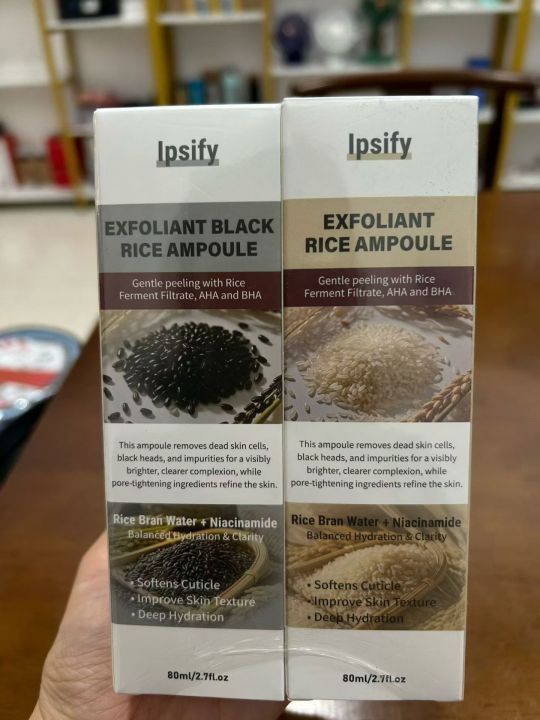 Ipsify
EXFOLIANT BLACK
RICE AMPOULE
Gentle peeling with Rice
Ferment Filtrate, AHA and BHA
This ampoule removes dead skin cells,
black heads, and impurities for a visibly
brighter, clearer complexion, while
pore-tightening ingredients refine the skin.
Rice Bran Water + Niacinamide
Balanced Hydration & Clarity
• Softens Cuticle
• Improve Skin Texture
• Deep Hydration
80ml/2.7fl.oz
Ipsify
EXFOLIANT
RICE AMPOULE
Gentle peeling with Rice
Ferment Filtrate, AHA and BHA
This ampoule removes dead skin cells,
black heads, and impurities for a visibly
brighter, clearer complexion, while
pore-tightening ingredients refine the skin.
Rice Bran Water + Niacinamide
Balanced Hydration & Clarity
• Softens Cuticle
• Improve Skin Texture
• Deep Hydration
80ml/2.7fl.oz